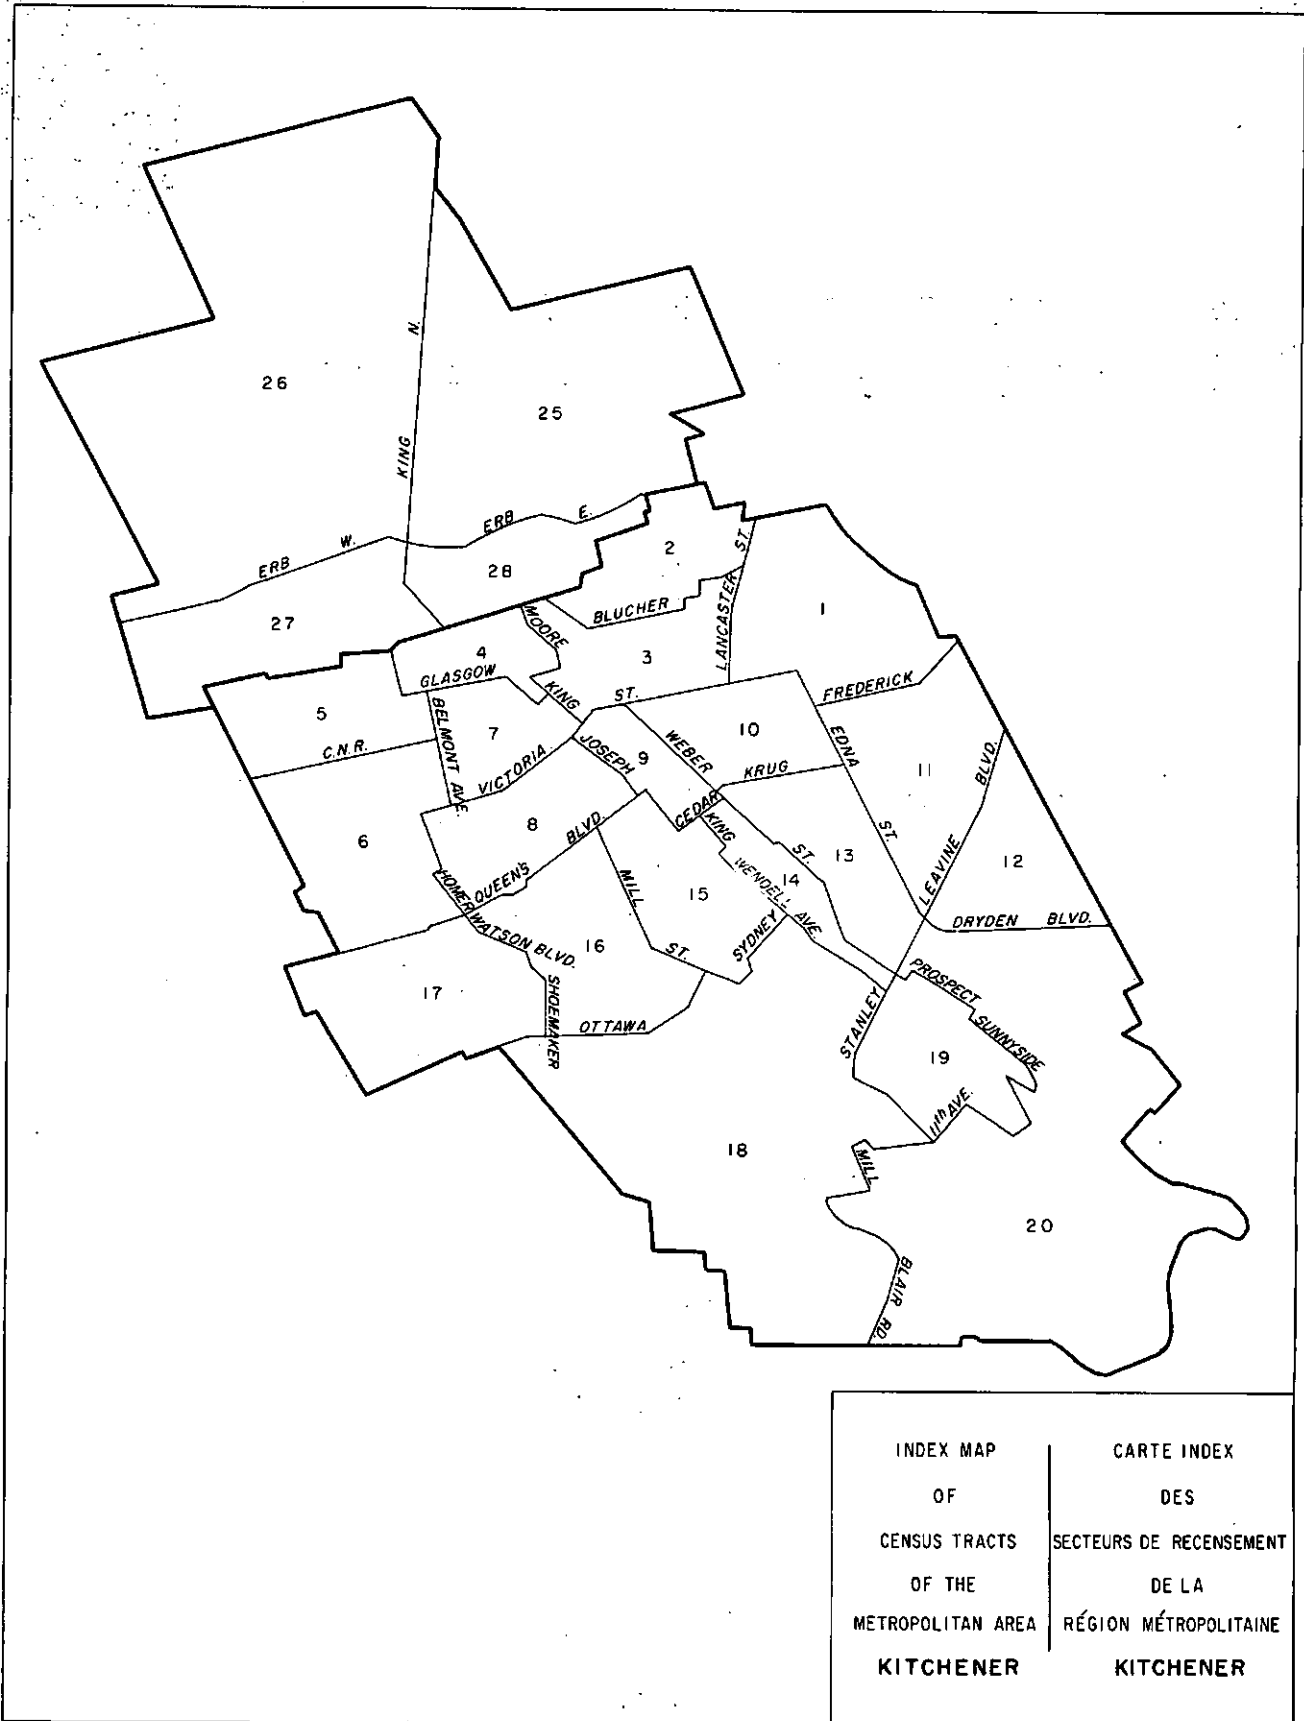 26
25
KING N.
ERB W.
ERB E.
28
27
2
BLUCHER
LANCASTER ST.
1
MOORE
4
3
GLASGOW
KING
ST.
FREDERICK
5
C.N.R.
BELMONT AVE.
7
VICTORIA
JOSEPH
9
WEBER
10
KRUG
EDNA ST.
11
LEAVINE BLVD.
12
6
8
QUEEN'S BLVD.
CEDAR
KING
ST.
13
14
WENDELL AVE.
MILL ST.
15
SYDNEY
DRYDEN BLVD.
HOMER WATSON BLVD.
16
17
SHOEMAKER
OTTAWA
STANLEY
PROSPECT
SUNNYSIDE
19
11th AVE.
18
MILL
20
BLAIR RD.
INDEX MAP
OF
CENSUS TRACTS
OF THE
METROPOLITAN AREA
KITCHENER
CARTE INDEX
DES
SECTEURS DE RECENSEMENT
DE LA
RÉGION MÉTROPOLITAINE
KITCHENER